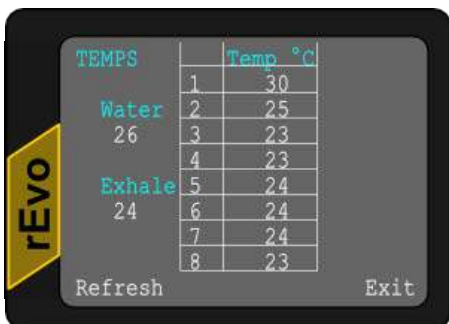 TEMPS Temp °C
1 30
Water 2 25
26 3 23
4 23
Exhale 5 24
24 6 24
7 24
8 23
Refresh Exit
rEvo